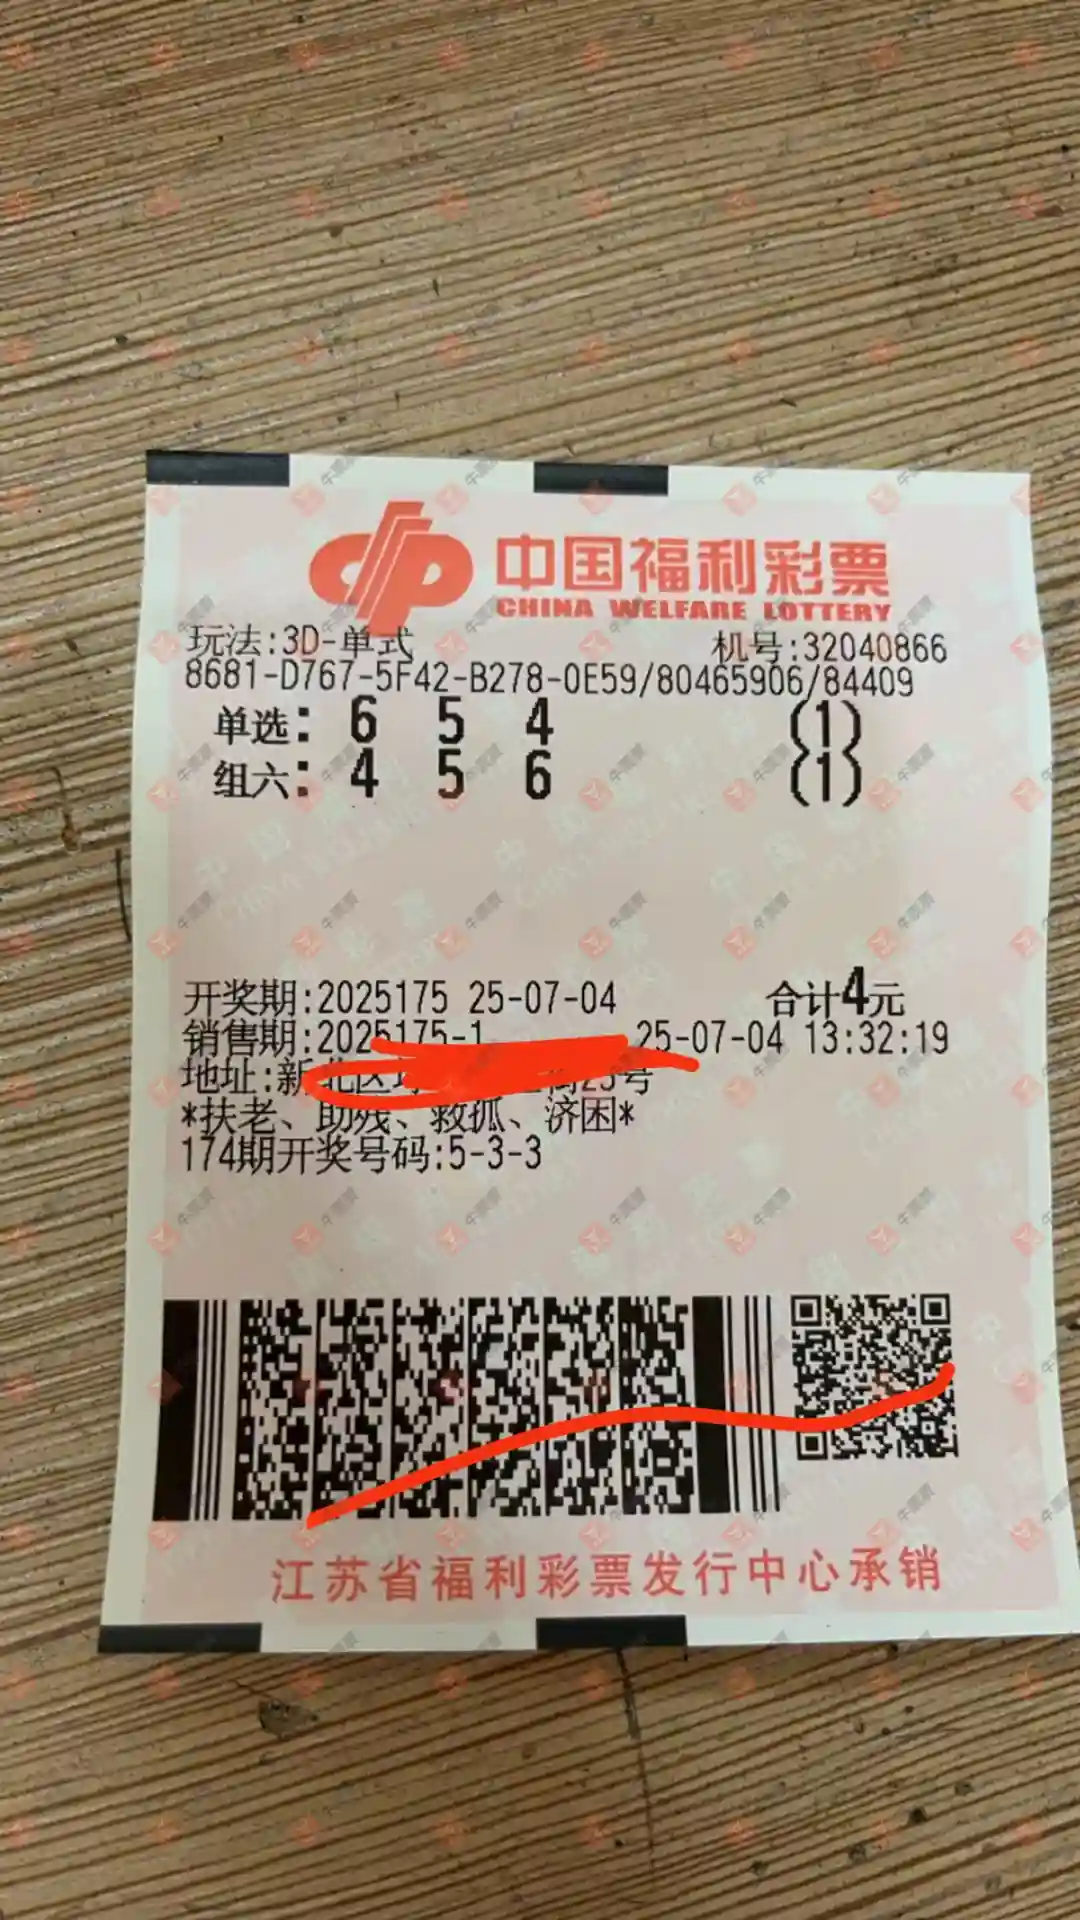 中国福利彩票
CHINA WELFARE LOTTERY
玩法:3D-单式 机号:32040866
8681-D767-5F42-B278-0E59/80465906/84409
单选: 6 5 4 (1)
组六: 4 5 6 (1)
开奖期:2025175 25-07-04 合计4元
销售期:2025175-1 25-07-04 13:32:19
地址:新北区 号
*扶老、助残、救孤、济困*
174期开奖号码:5-3-3
江苏省福利彩票发行中心承销